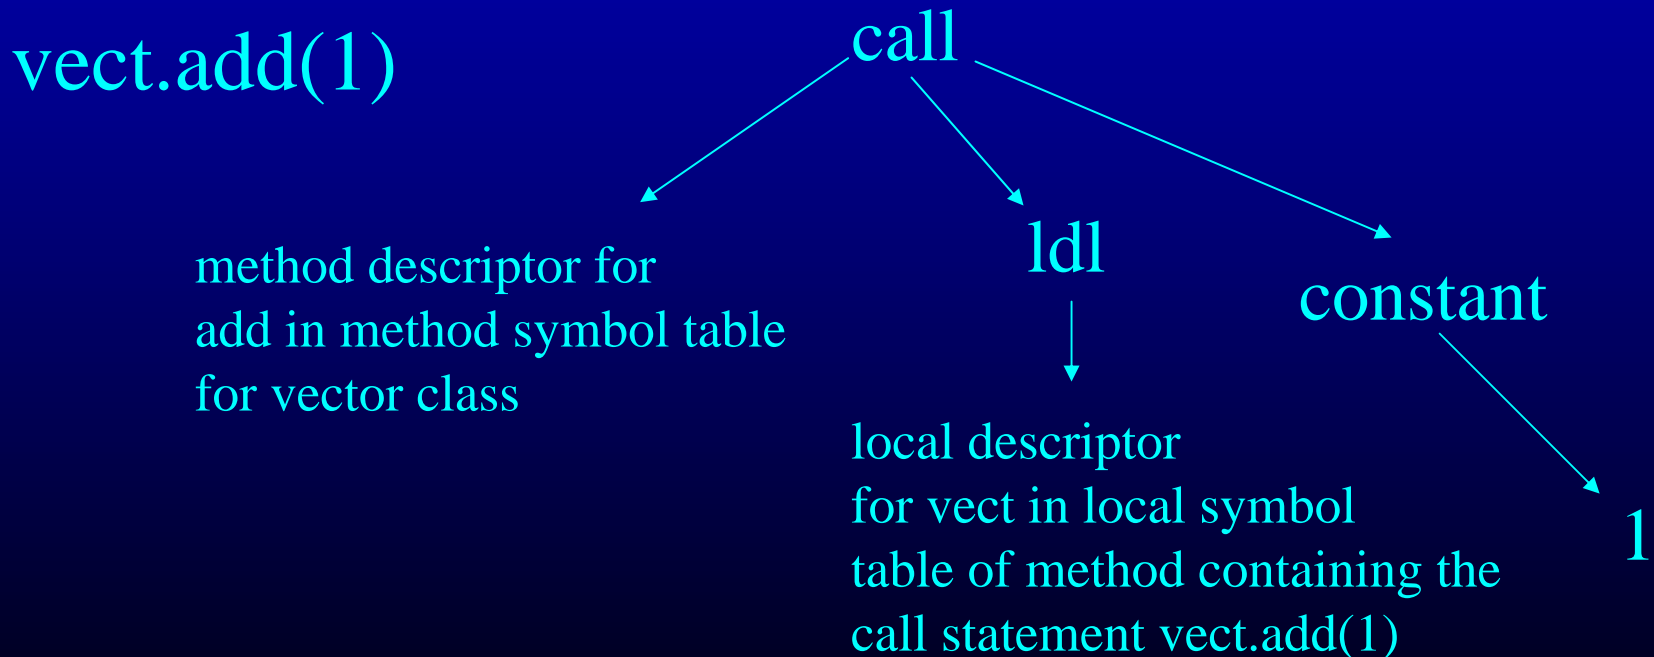 vect.add(1)
call
method descriptor for
add in method symbol table
for vector class
ldl
constant
local descriptor
for vect in local symbol
table of method containing the
call statement vect.add(1)
1